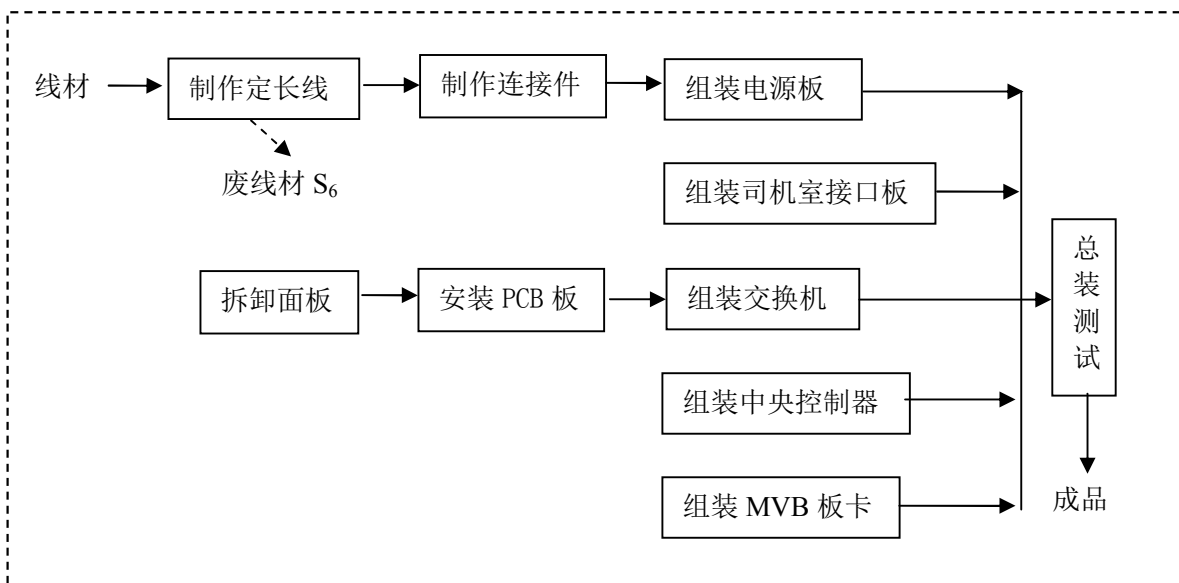 线材
制作定长线
制作连接件
组装电源板
废线材 S₆
组装司机室接口板
拆卸面板
安装 PCB 板
组装交换机
总装测试
组装中央控制器
组装 MVB 板卡
成品